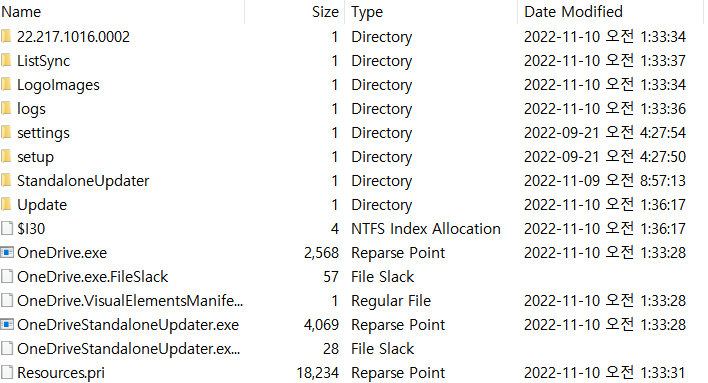 Name Size Type Date Modified
22.217.1016.0002 1 Directory 2022-11-10 오전 1:33:34
ListSync 1 Directory 2022-11-10 오전 1:33:37
LogoImages 1 Directory 2022-11-10 오전 1:33:34
logs 1 Directory 2022-11-10 오전 1:33:36
settings 1 Directory 2022-09-21 오전 4:27:54
setup 1 Directory 2022-09-21 오전 4:27:50
StandaloneUpdater 1 Directory 2022-11-09 오전 8:57:13
Update 1 Directory 2022-11-10 오전 1:36:17
$I30 4 NTFS Index Allocation 2022-11-10 오전 1:36:17
OneDrive.exe 2,568 Reparse Point 2022-11-10 오전 1:33:28
OneDrive.exe.FileSlack 57 File Slack
OneDrive.VisualElementsManife... 1 Regular File 2022-11-10 오전 1:33:28
OneDriveStandaloneUpdater.exe 4,069 Reparse Point 2022-11-10 오전 1:33:28
OneDriveStandaloneUpdater.ex... 28 File Slack
Resources.pri 18,234 Reparse Point 2022-11-10 오전 1:33:31